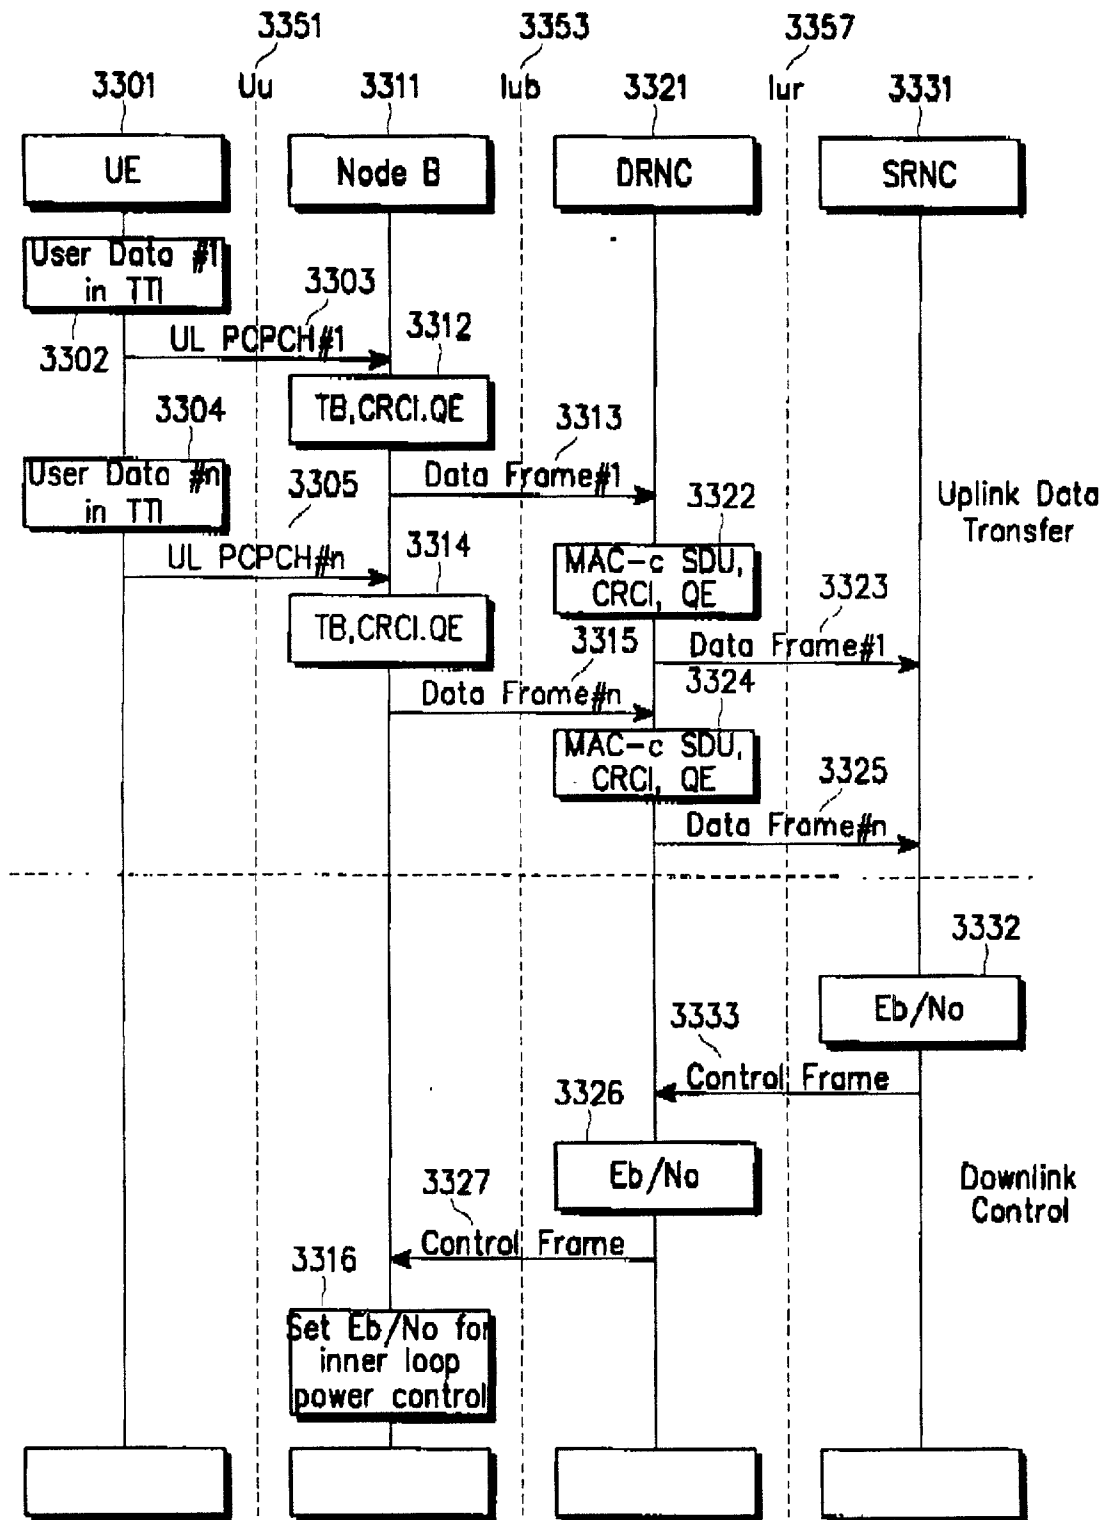 3351
3353
3357
3301
Uu
3311
Iub
3321
Iur
3331
UE
Node B
DRNC
SRNC
User Data #1
in TTI
3302
3303
UL PCPCH#1
3312
TB,CRCI.QE
3304
User Data #n
in TTI
3305
3313
Data Frame#1
UL PCPCH#n
3314
TB,CRCI.QE
3322
MAC-c SDU,
CRCI, QE
Uplink Data
Transfer
3323
Data Frame#1
3315
Data Frame#n
3324
MAC-c SDU,
CRCI, QE
3325
Data Frame#n
3332
Eb/No
3333
Control Frame
3326
Eb/No
Downlink
Control
3327
Control Frame
3316
Set Eb/No for
inner loop
power control